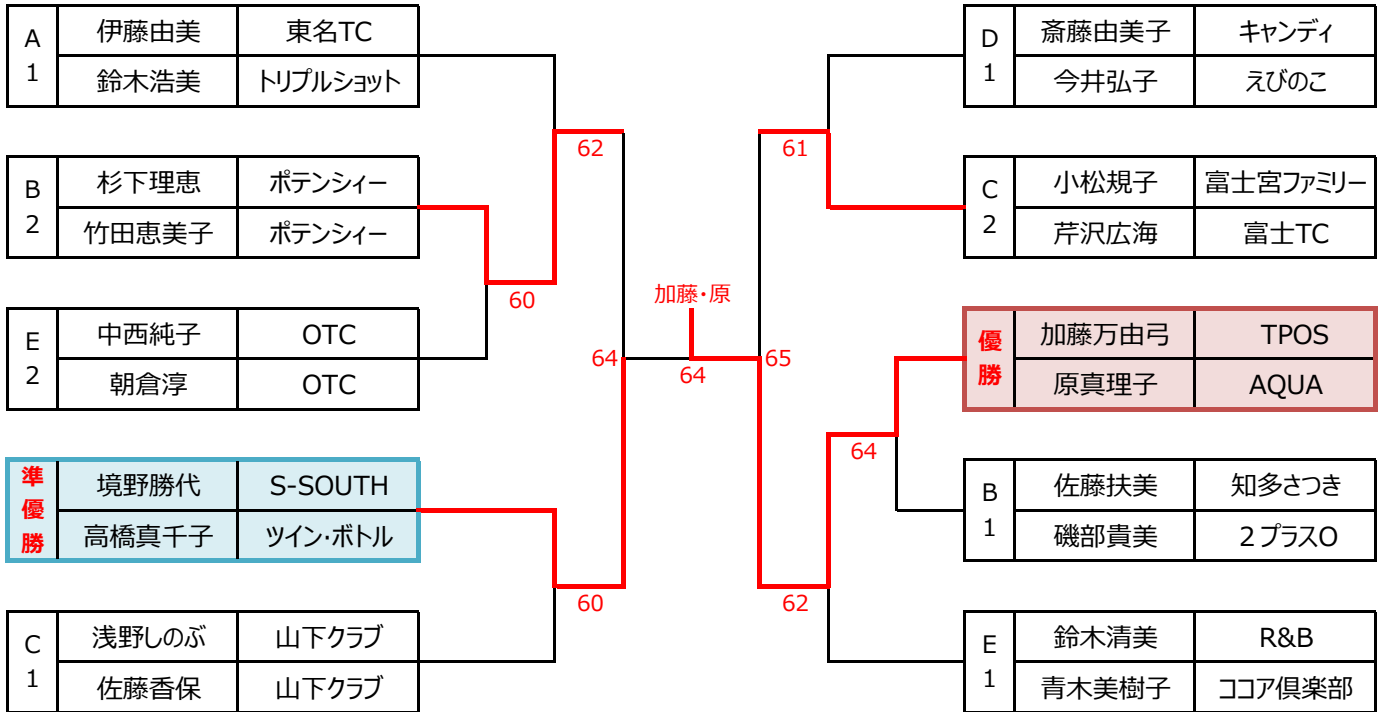 A
1
伊藤由美 東名TC
鈴木浩美 トリプルショット
B
2
杉下理恵 ポテンシィー
竹田恵美子 ポテンシィー
E
2
中西純子 OTC
朝倉淳 OTC
準
優
勝
境野勝代 S-SOUTH
高橋真千子 ツイン・ボトル
C
1
浅野しのぶ 山下クラブ
佐藤香保 山下クラブ
62
60
64
60
加藤・原
64
65
61
64
62
D
1
斎藤由美子 キャンディ
今井弘子 えびのこ
C
2
小松規子 富士宮ファミリー
芹沢広海 富士TC
優
勝
加藤万由弓 TPOS
原真理子 AQUA
B
1
佐藤扶美 知多さつき
磯部貴美 2プラスO
E
1
鈴木清美 R&B
青木美樹子 ココア倶楽部